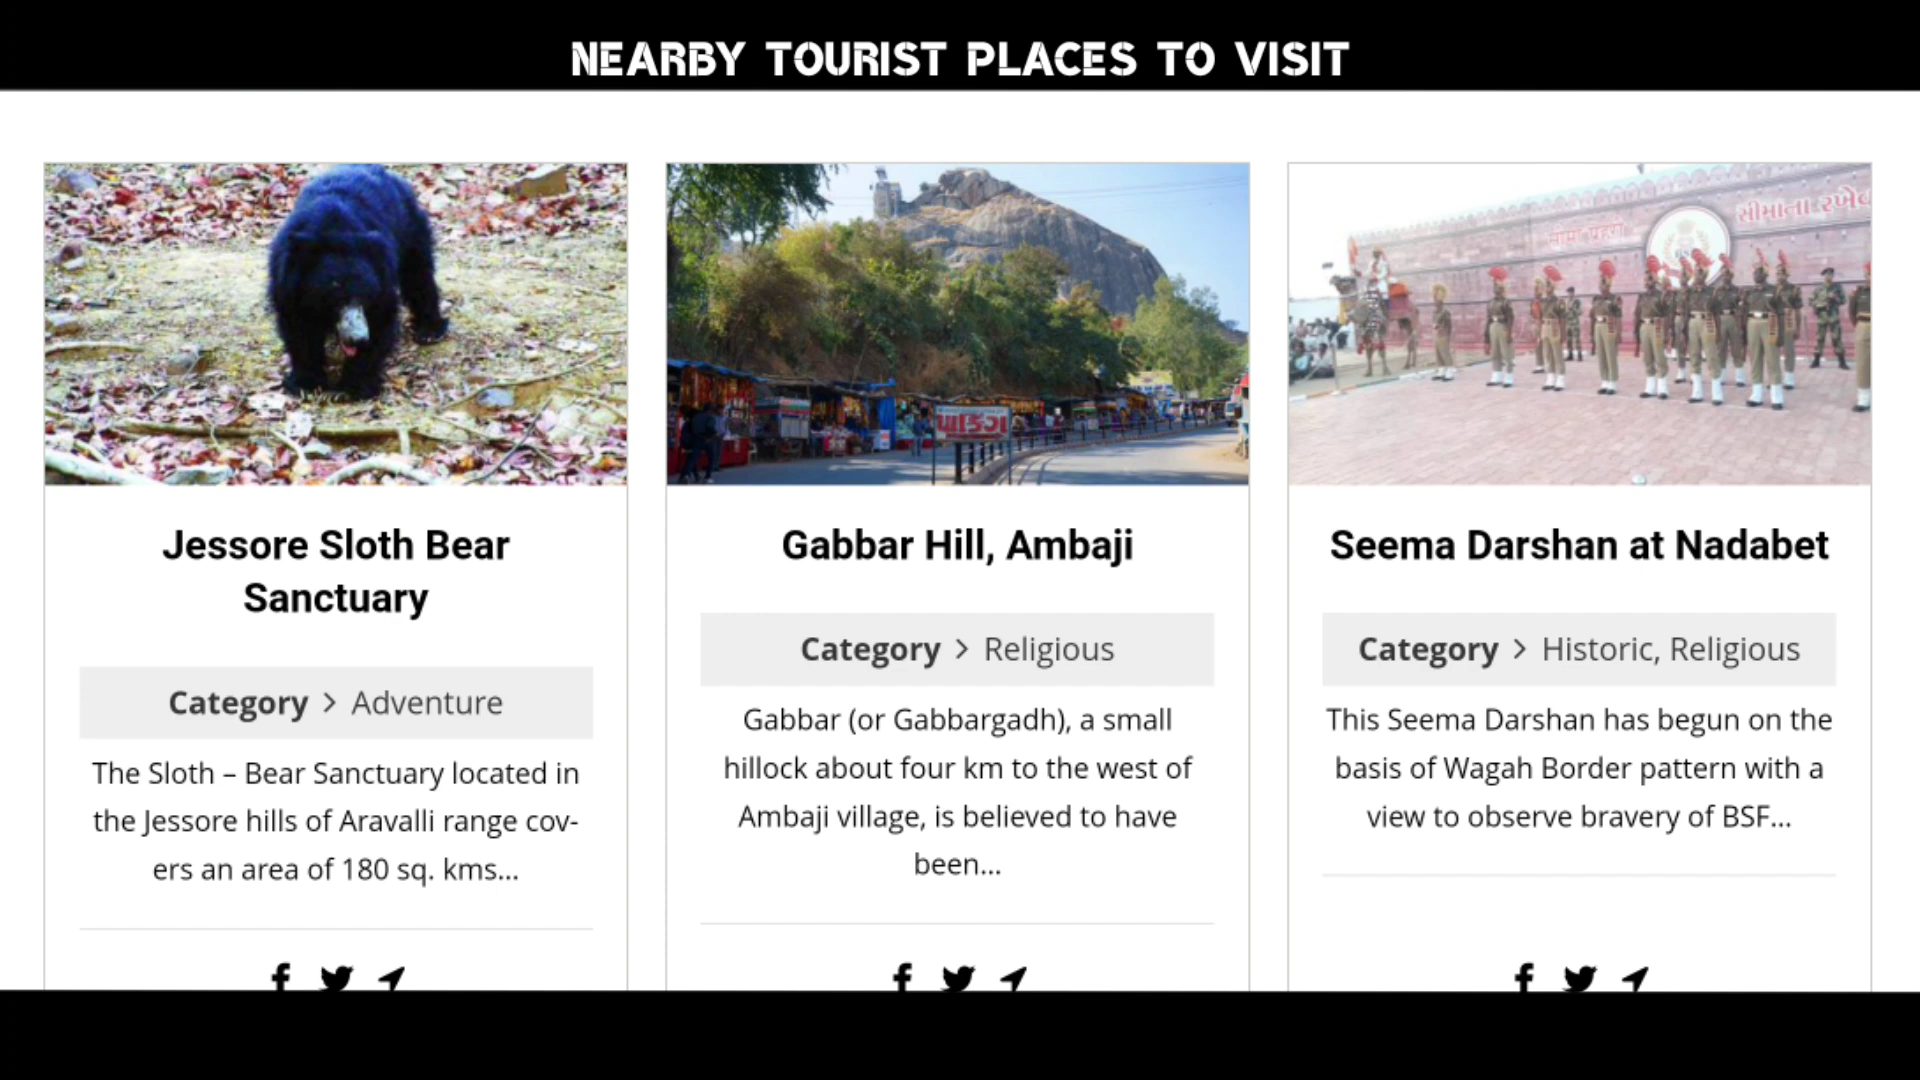 NEARBY TOURIST PLACES TO VISIT
પાર્કિંગ
સીમા પ્રહરી
સીમાના રખેવ
Jessore Sloth Bear
Sanctuary
Category > Adventure
The Sloth – Bear Sanctuary located in
the Jessore hills of Aravalli range cov-
ers an area of 180 sq. kms...
Gabbar Hill, Ambaji
Category > Religious
Gabbar (or Gabbargadh), a small
hillock about four km to the west of
Ambaji village, is believed to have
been...
Seema Darshan at Nadabet
Category > Historic, Religious
This Seema Darshan has begun on the
basis of Wagah Border pattern with a
view to observe bravery of BSF...